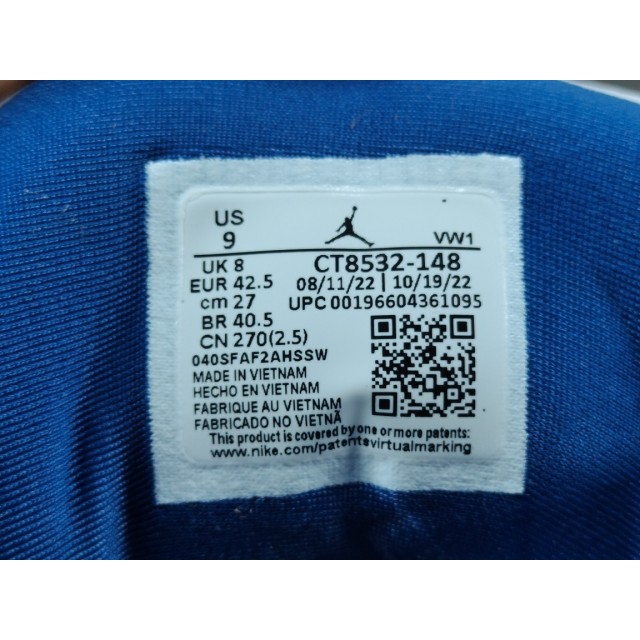 US
9
VW1
UK 8
CT8532-148
EUR 42.5
08/11/22 | 10/19/22
cm 27
UPC 00196604361095
BR 40.5
CN 270(2.5)
040SFAF2AHSSW
MADE IN VIETNAM
HECHO EN VIETNAM
FABRIQUE AU VIETNAM
FABRICADO NO VIETNÃ
This product is covered by one or more patents:
www.nike.com/patentsvirtualmarking